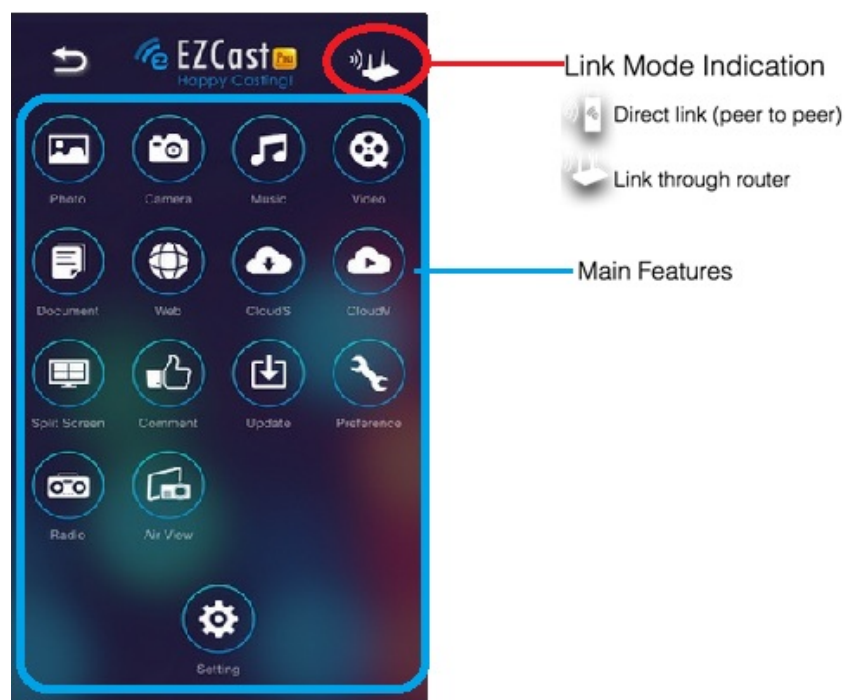 EZCast Pro
Happy Casting!
Link Mode Indication
Direct link (peer to peer)
Link through router
Photo Camera Music Video
Main Features
Document Web CloudS CloudV
Split Screen Comment Update Preference
Radio Air View
Setting